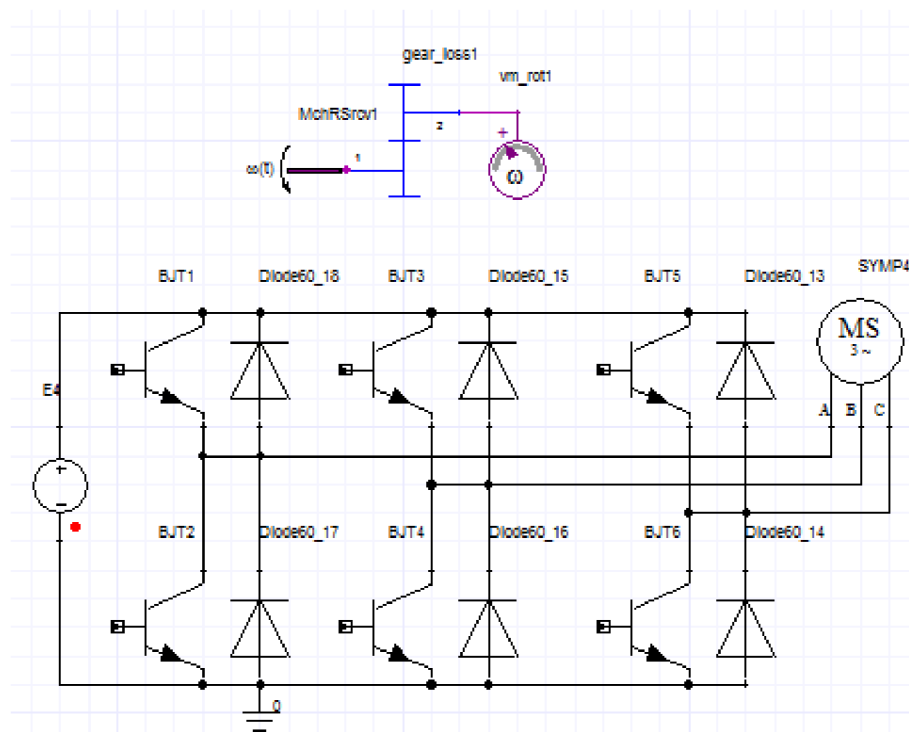 gear_loss1
vm_rot1
MchRSrcv1
2
+
1
ω(t)
ω
SYMP4
BJT1 Diode60_18 BJT3 Diode60_15 BJT5 Diode60_13
MS
3 ~
E4
A B C
+
−
BJT2 Diode60_17 BJT4 Diode60_16 BJT6 Diode60_14
0